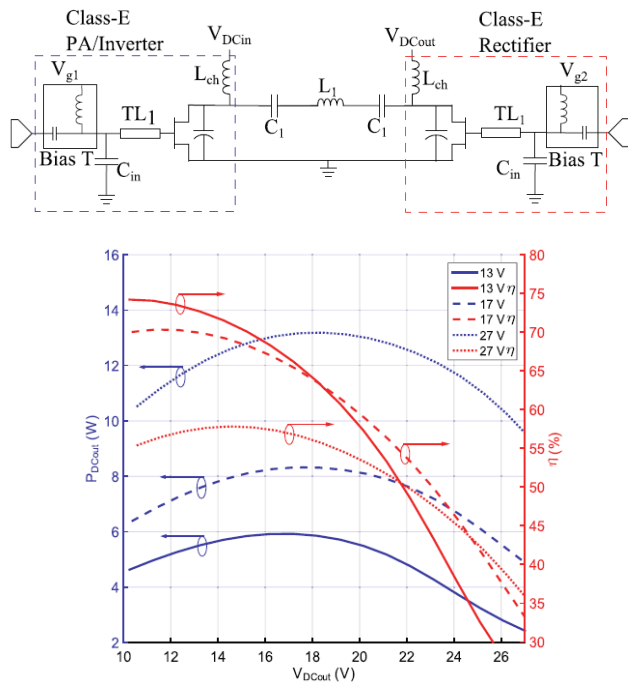 Class-E
PA/Inverter
V_DCin
V_DCout
Class-E
Rectifier
V_g1
L_ch
L_1
L_ch
V_g2
TL_1
C_1
C_1
TL_1
Bias T
C_in
C_in
Bias T
16
14
12
10
8
6
4
2
P_DCout (W)
80
75
70
65
60
55
50
45
40
35
30
η (%)
13 V
13 V η
17 V
17 V η
27 V
27 V η
10 12 14 16 18 20 22 24 26
V_DCout (V)